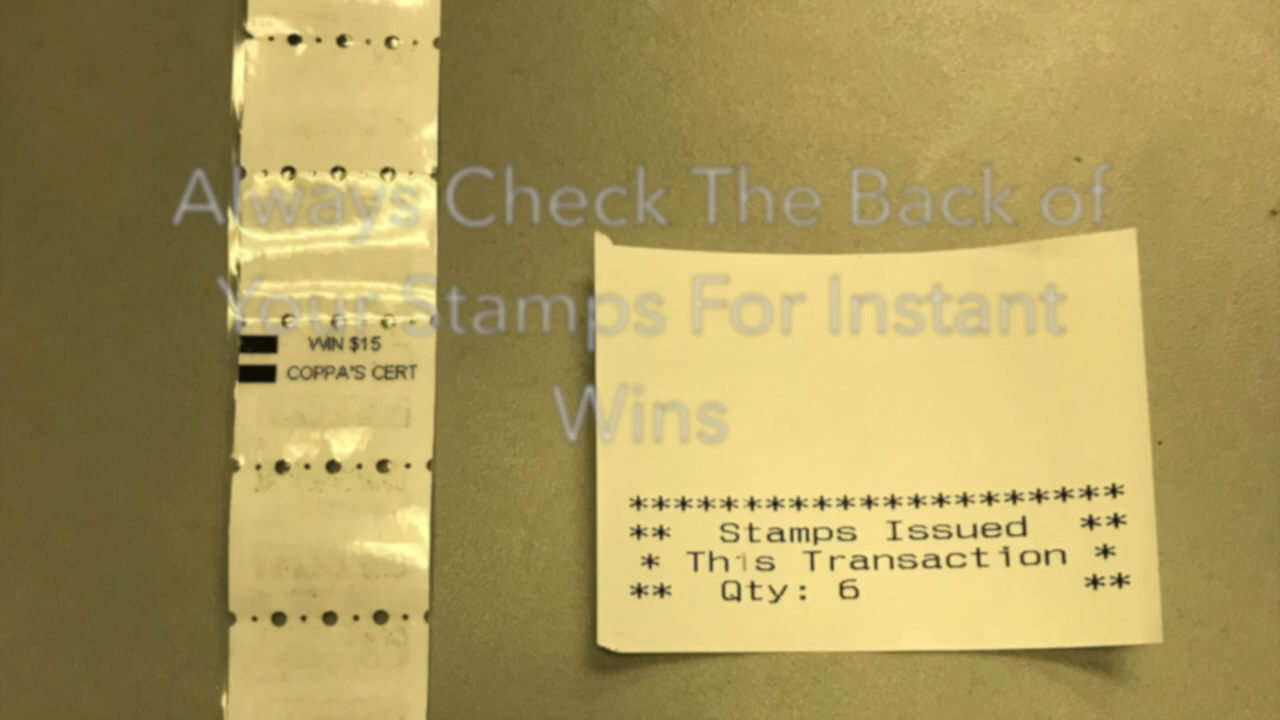 Always Check The Back of
Your Stamps For Instant
Wins
WIN $15
COPPA'S CERT
**********************
** Stamps Issued **
* This Transaction *
** Qty: 6 **